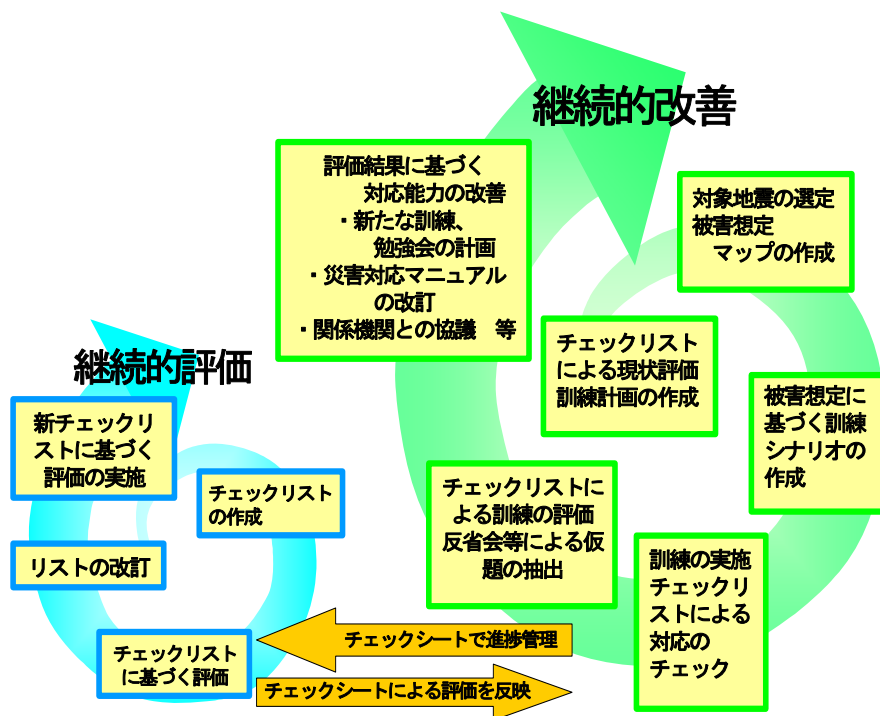 継続的改善
評価結果に基づく
対応能力の改善
・新たな訓練、
勉強会の計画
・災害対応マニュアル
の改訂
・関係機関との協議　等
対象地震の選定
被害想定
マップの作成
チェックリスト
による現状評価
訓練計画の作成
被害想定に
基づく訓練
シナリオの
作成
チェックリストに
よる訓練の評価
反省会等による仮
題の抽出
訓練の実施
チェックリ
ストによる
対応の
チェック
継続的評価
新チェックリ
ストに基づく
評価の実施
チェックリスト
の作成
リストの改訂
チェックリスト
に基づく評価
チェックシートで進捗管理
チェックシートによる評価を反映